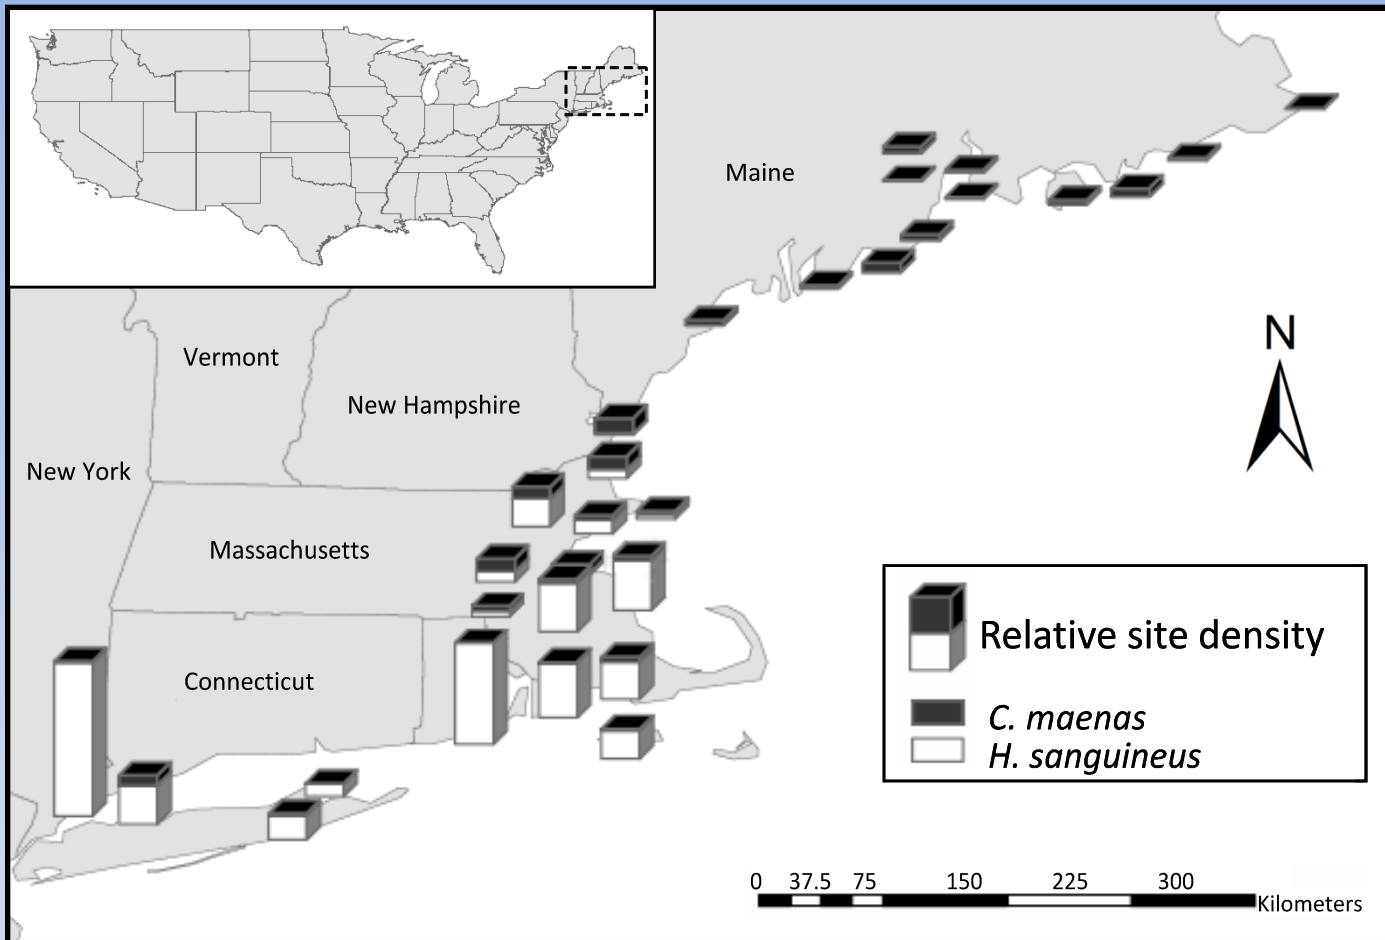 Maine
Vermont
New Hampshire
New York
Massachusetts
Connecticut
N
Relative site density
C. maenas
H. sanguineus
0 37.5 75 150 225 300
Kilometers